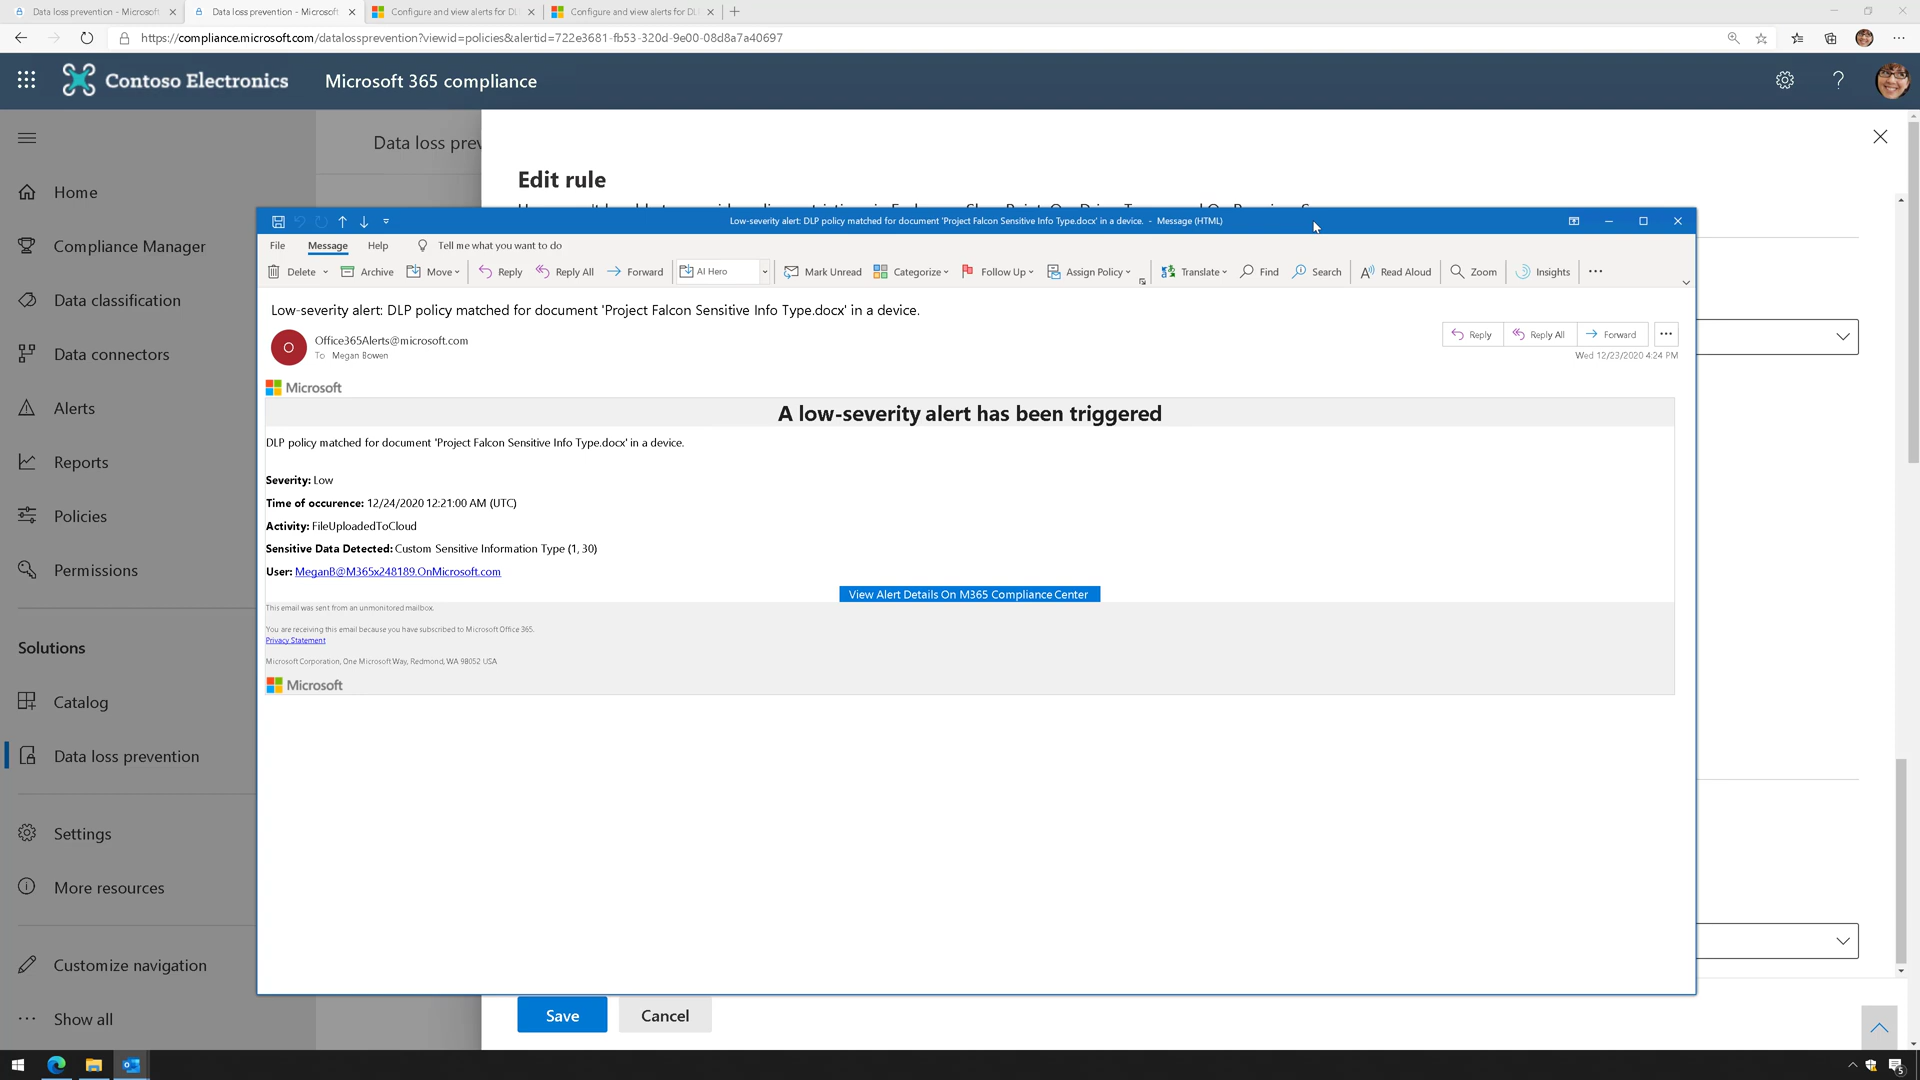 Data loss prevention - Microsoft
Data loss prevention - Microsoft
Configure and view alerts for DL
Configure and view alerts for DL
https://compliance.microsoft.com/datalossprevention?viewid=policies&alertid=722e3681-fb53-320d-9e00-08d8a7a40697
Contoso Electronics
Microsoft 365 compliance
Data loss prev
Edit rule
Home
Compliance Manager
Data classification
Data connectors
Alerts
Reports
Policies
Permissions
Solutions
Catalog
Data loss prevention
Settings
More resources
Customize navigation
Show all
Low-severity alert: DLP policy matched for document 'Project Falcon Sensitive Info Type.docx' in a device. - Message (HTML)
File Message Help Tell me what you want to do
Delete Archive Move Reply Reply All Forward AI Hero Mark Unread Categorize Follow Up Assign Policy Translate Find Search Read Aloud Zoom Insights
Low-severity alert: DLP policy matched for document 'Project Falcon Sensitive Info Type.docx' in a device.
O
Office365Alerts@microsoft.com
To Megan Bowen
Reply Reply All Forward
Wed 12/23/2020 4:24 PM
Microsoft
A low-severity alert has been triggered
DLP policy matched for document 'Project Falcon Sensitive Info Type.docx' in a device.
Severity: Low
Time of occurence: 12/24/2020 12:21:00 AM (UTC)
Activity: FileUploadedToCloud
Sensitive Data Detected: Custom Sensitive Information Type (1, 30)
User: MeganB@M365x248189.OnMicrosoft.com
View Alert Details On M365 Compliance Center
This email was sent from an unmonitored mailbox.
You are receiving this email because you have subscribed to Microsoft Office 365.
Privacy Statement
Microsoft Corporation, One Microsoft Way, Redmond, WA 98052 USA
Microsoft
Save Cancel
5